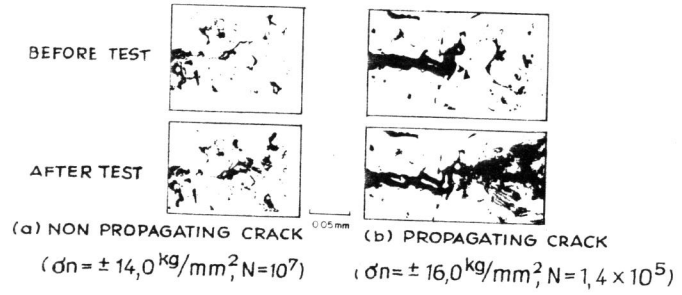 BEFORE TEST
AFTER TEST
0.05mm
(a) NON PROPAGATING CRACK
(σn = ± 14,0 kg/mm², N = 10⁷)
(b) PROPAGATING CRACK
(σn = ± 16,0 kg/mm², N = 1,4 × 10⁵)